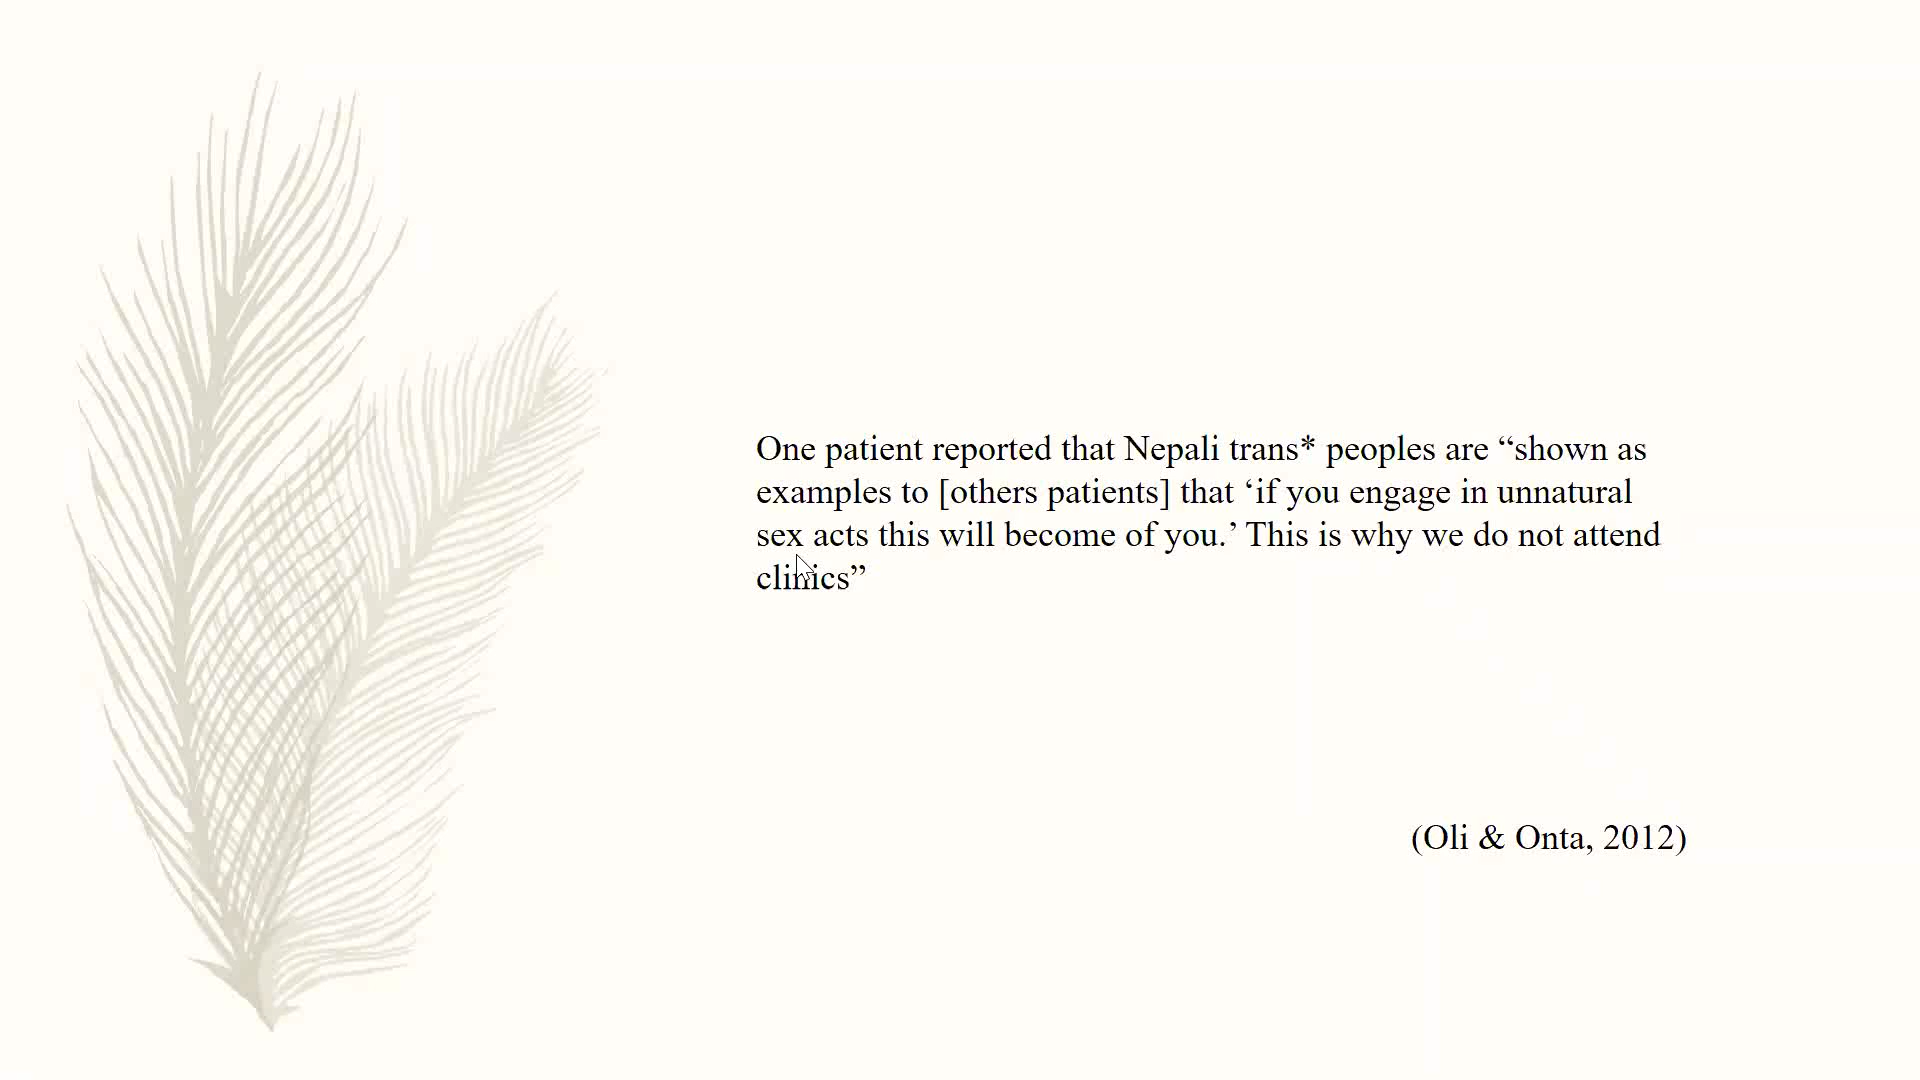 One patient reported that Nepali trans* peoples are “shown as
examples to [others patients] that ‘if you engage in unnatural
sex acts this will become of you.’ This is why we do not attend
clinics”
(Oli & Onta, 2012)